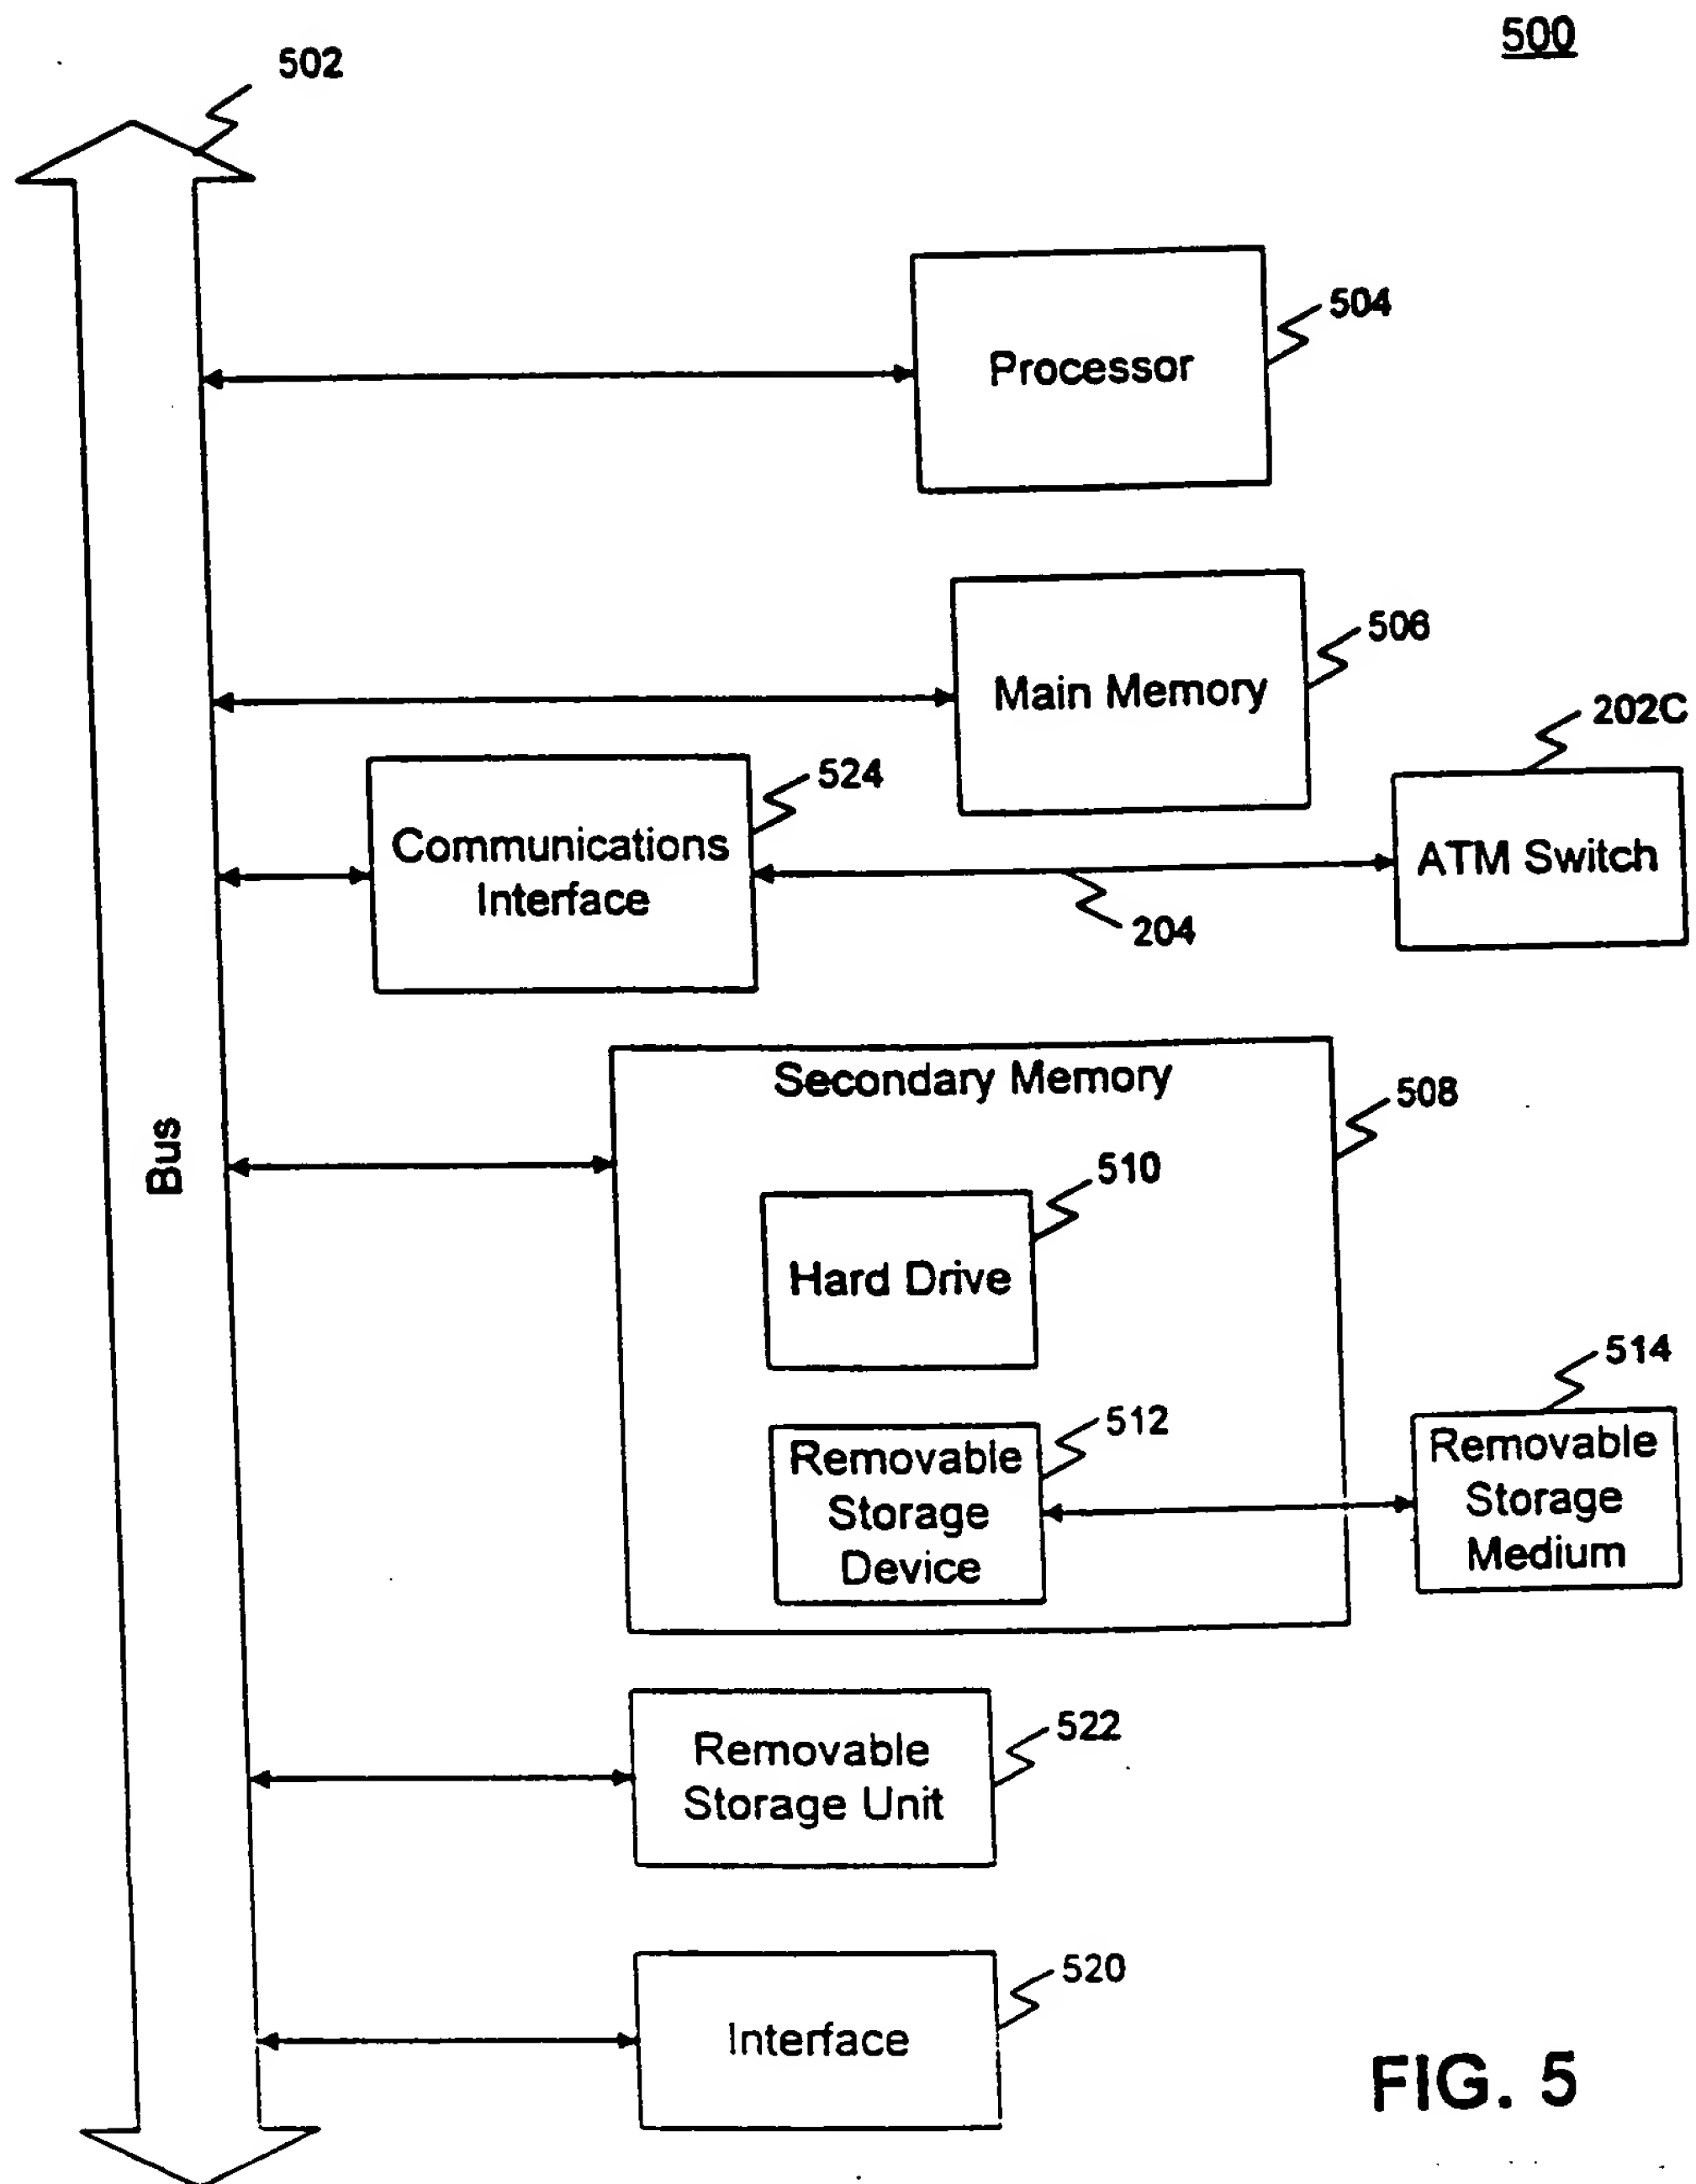 500
502
504
Processor
506
Main Memory
202C
524
Communications
Interface
ATM Switch
204
Secondary Memory
508
Bus
510
Hard Drive
514
512
Removable
Storage
Device
Removable
Storage
Medium
522
Removable
Storage Unit
520
Interface
FIG. 5